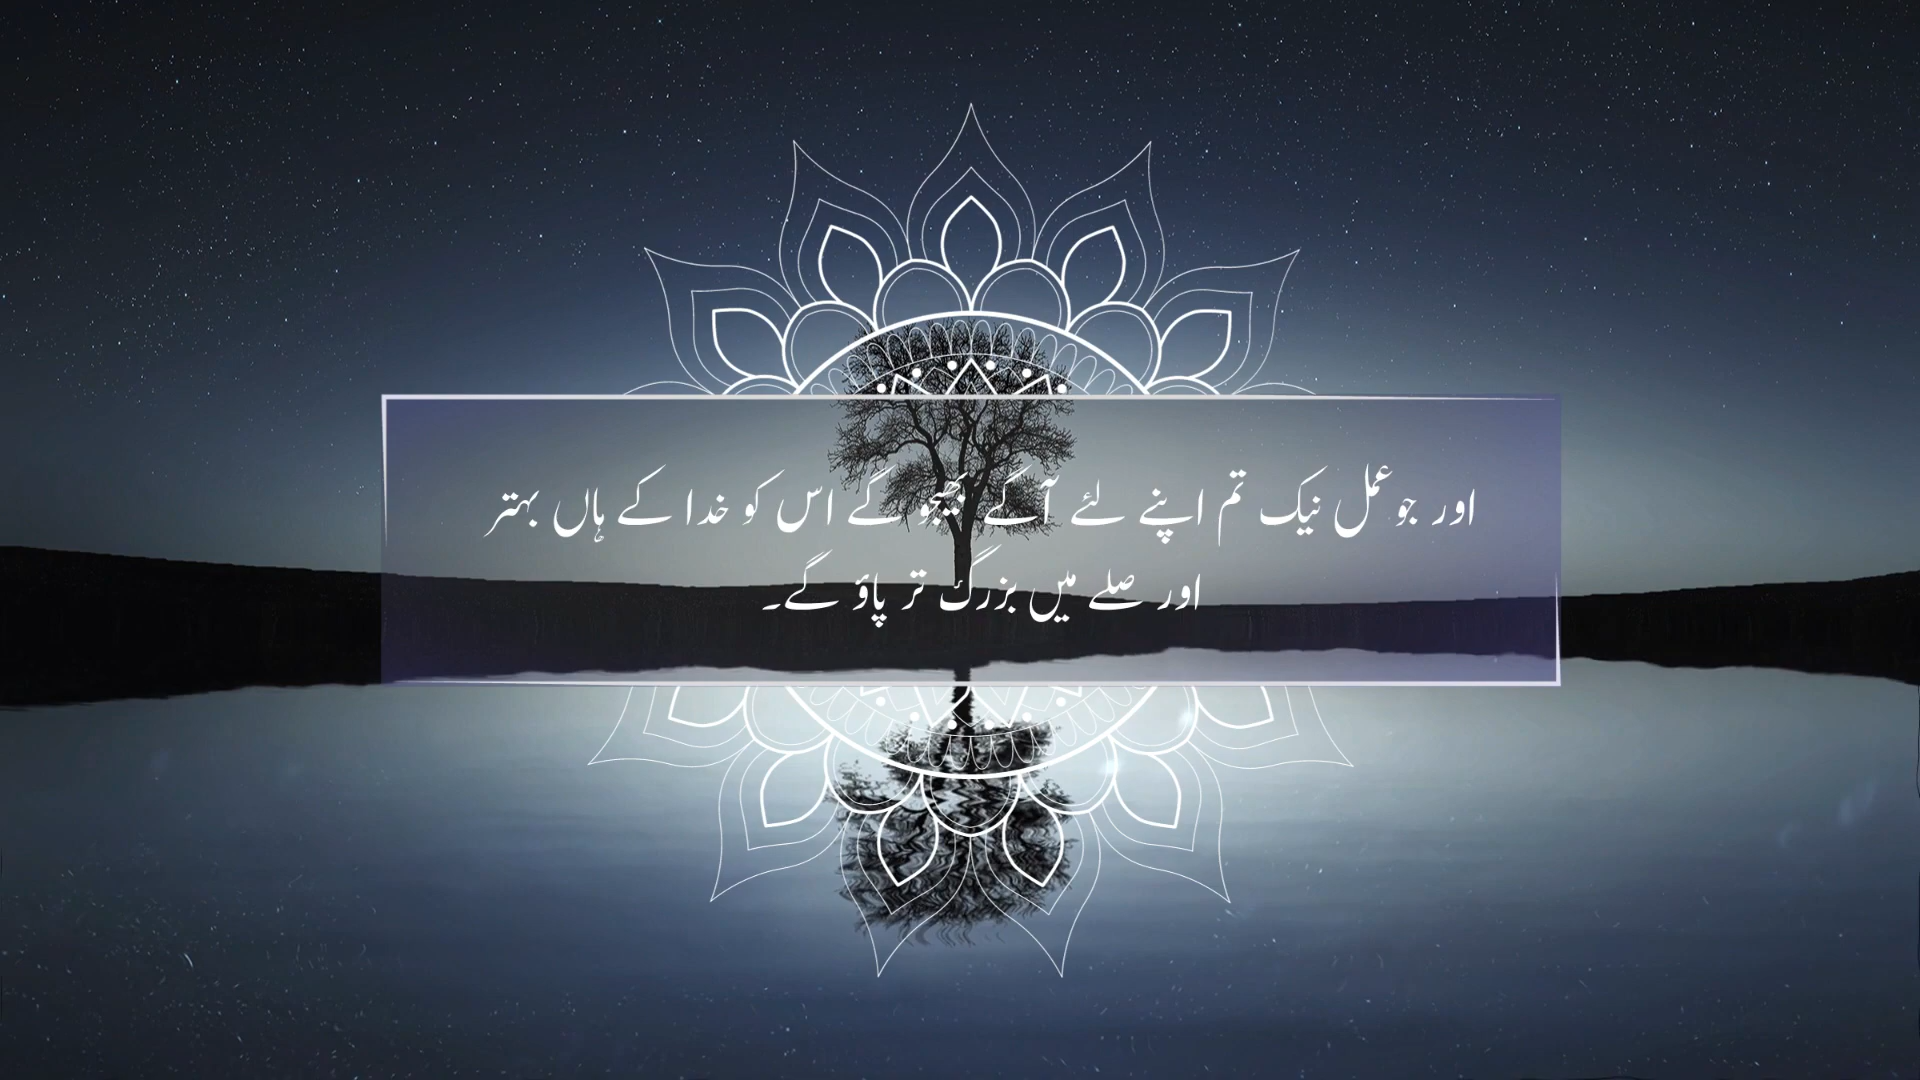 اور جو عمل نیک تم اپنے لئے آگے بھیجو گے اس کو خدا کے ہاں بہتر
اور صلے میں بزرگ تر پاؤ گے۔